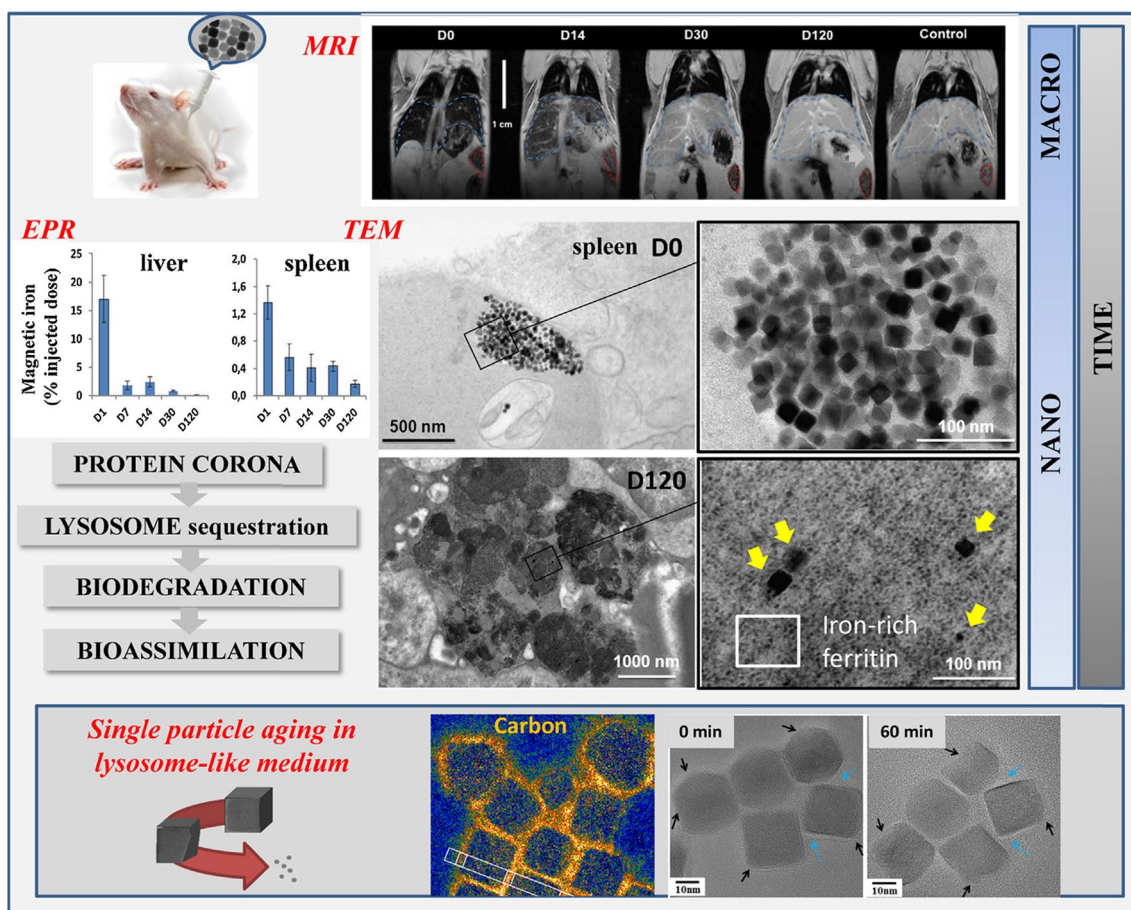 MRI
D0 D14 D30 D120 Control
1 cm
MACRO
NANO
TIME
EPR
liver
spleen
Magnetic iron
(% injected dose)
25
20
15
10
5
0
D1 D7 D14 D30 D120
2,0
1,6
1,2
0,8
0,4
0,0
D1 D7 D14 D30 D120
TEM
spleen D0
500 nm
100 nm
D120
1000 nm
Iron-rich
ferritin
100 nm
PROTEIN CORONA
LYSOSOME sequestration
BIODEGRADATION
BIOASSIMILATION
Single particle aging in
lysosome-like medium
Carbon
0 min
10nm
60 min
10nm